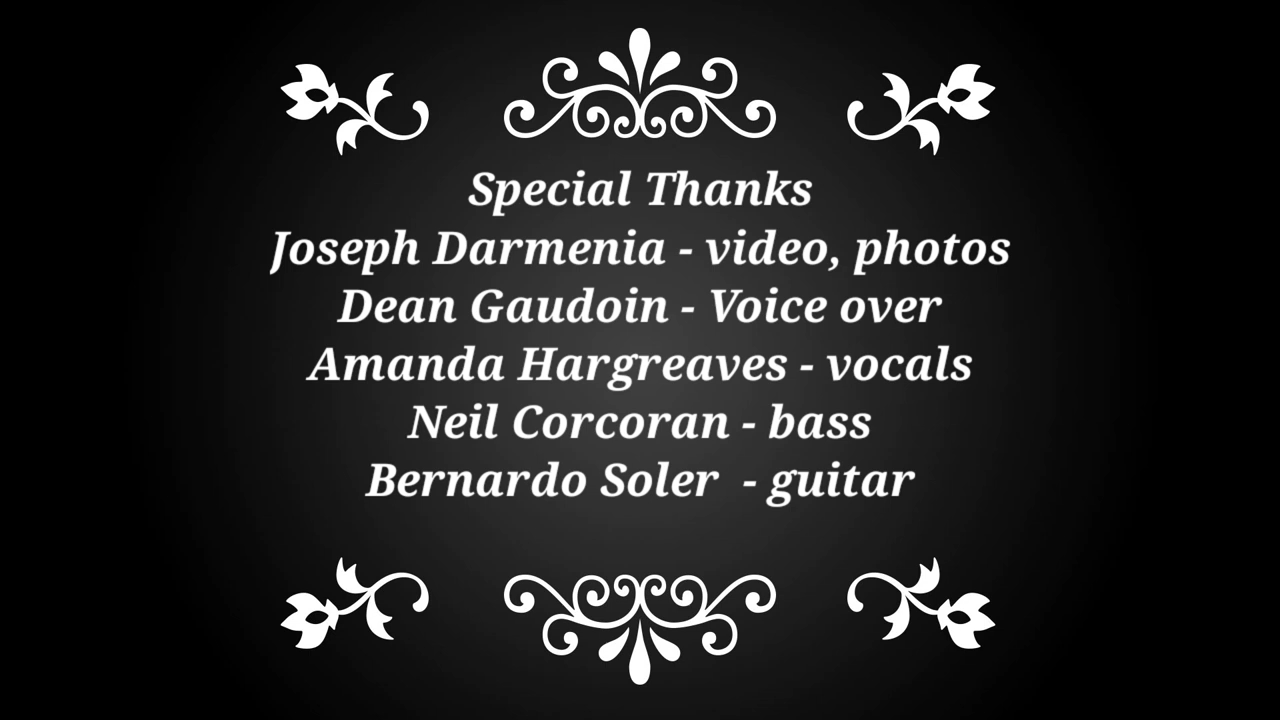 Special Thanks
Joseph Darmenia - video, photos
Dean Gaudoin - Voice over
Amanda Hargreaves - vocals
Neil Corcoran - bass
Bernardo Soler  - guitar